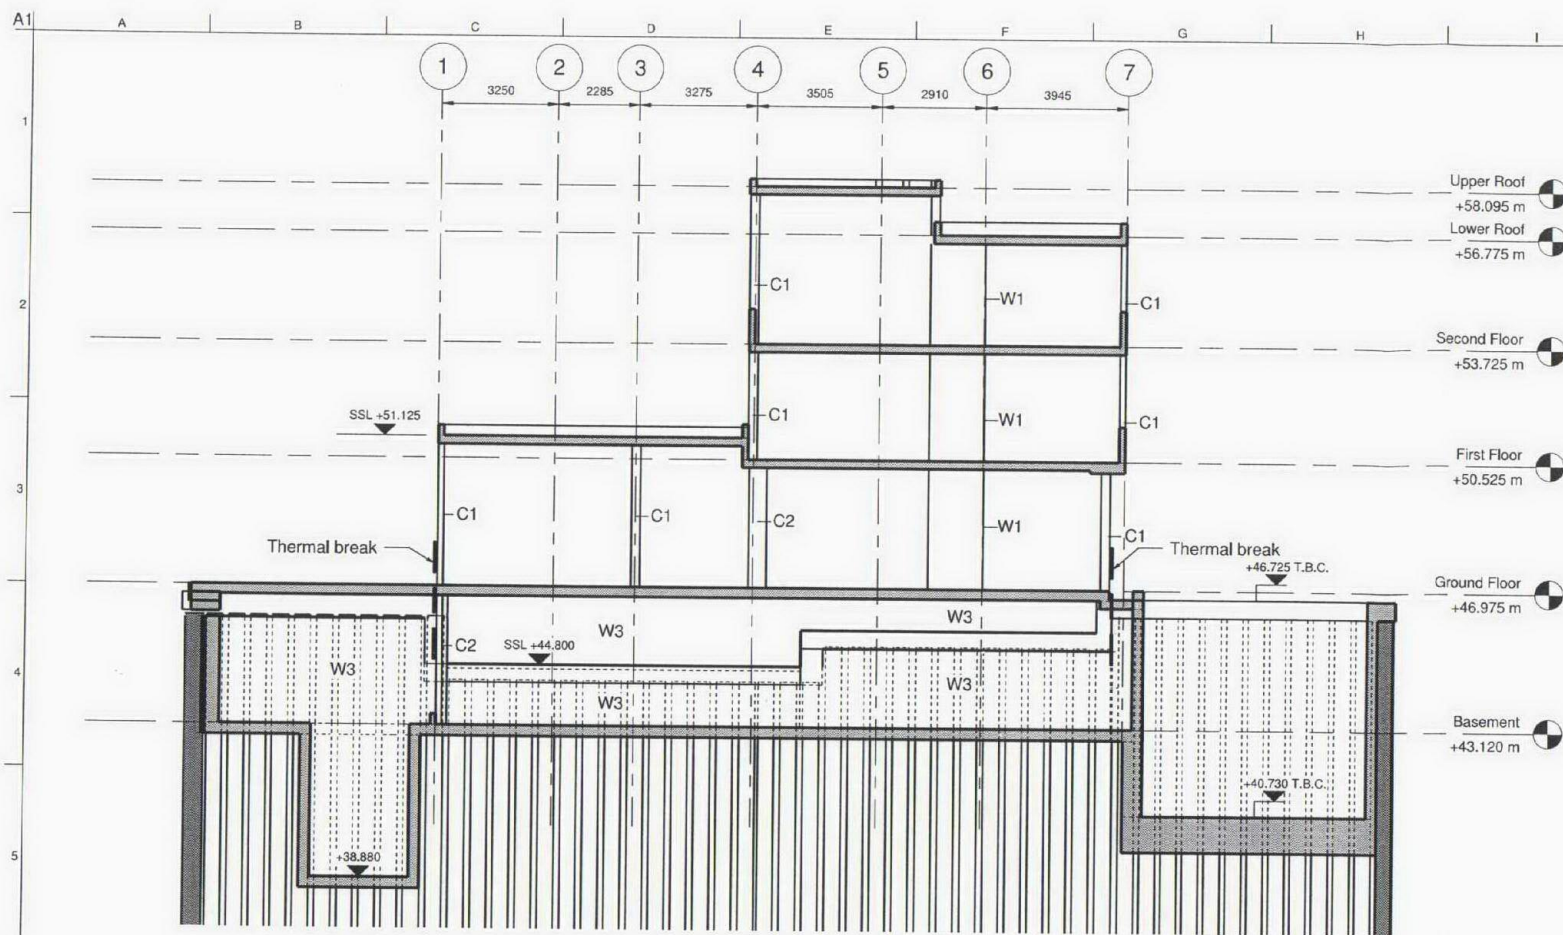 A1
A B C D E F G H I
1 2 3 4 5 6 7
3250 2285 3275 3505 2910 3945
1
Upper Roof
+58.095 m
Lower Roof
+56.775 m
C1
W1
C1
2
Second Floor
+53.725 m
SSL +51.125
C1
W1
C1
First Floor
+50.525 m
3
C1
C1
C2
W1
C1
Thermal break
Thermal break
+46.725 T.B.C.
Ground Floor
+46.975 m
W3
W3
C2
SSL +44.800
W3
W3
4
W3
Basement
+43.120 m
+40.730 T.B.C.
+38.880
5